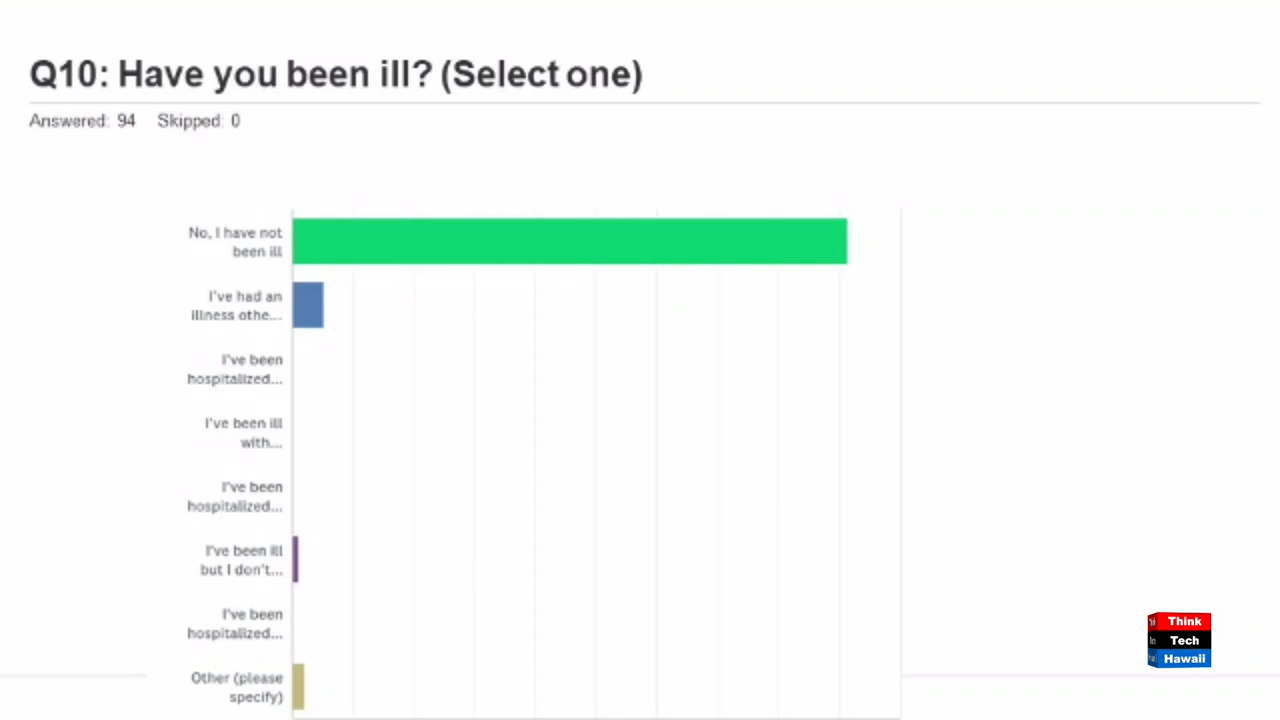 Q10: Have you been ill? (Select one)
Answered: 94 Skipped: 0
No, I have not
been ill
I've had an
illness othe...
I've been
hospitalized...
I've been ill
with...
I've been
hospitalized...
I've been ill
but I don't...
I've been
hospitalized...
Other (please
specify)
Think
Tech
Hawaii